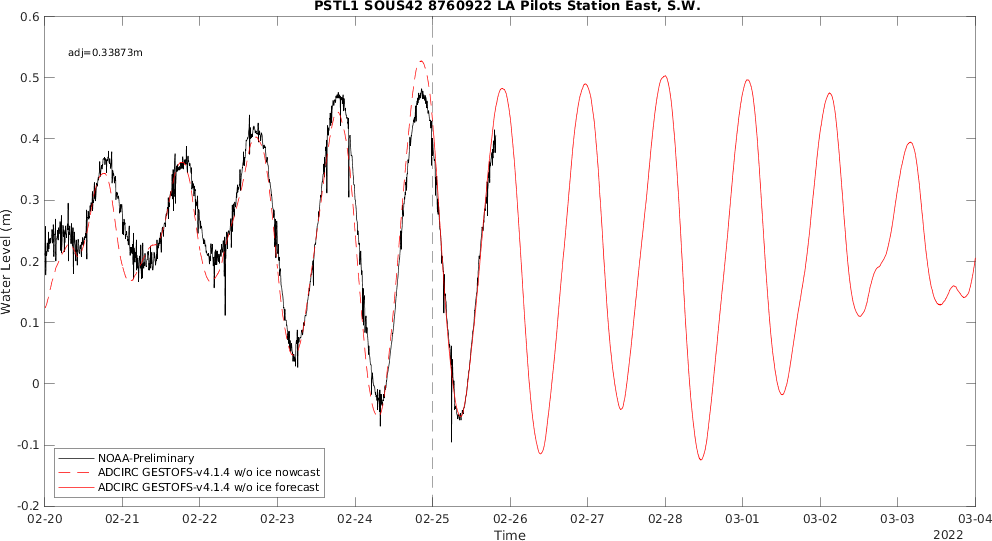 PSTL1 SOUS42 8760922 LA Pilots Station East, S.W.
adj=0.33873m
Water Level (m)
0.6
0.5
0.4
0.3
0.2
0.1
0
-0.1
-0.2
NOAA-Preliminary
ADCIRC GESTOFS-v4.1.4 w/o ice nowcast
ADCIRC GESTOFS-v4.1.4 w/o ice forecast
02-20 02-21 02-22 02-23 02-24 02-25 02-26 02-27 02-28 03-01 03-02 03-03 03-04
Time
2022